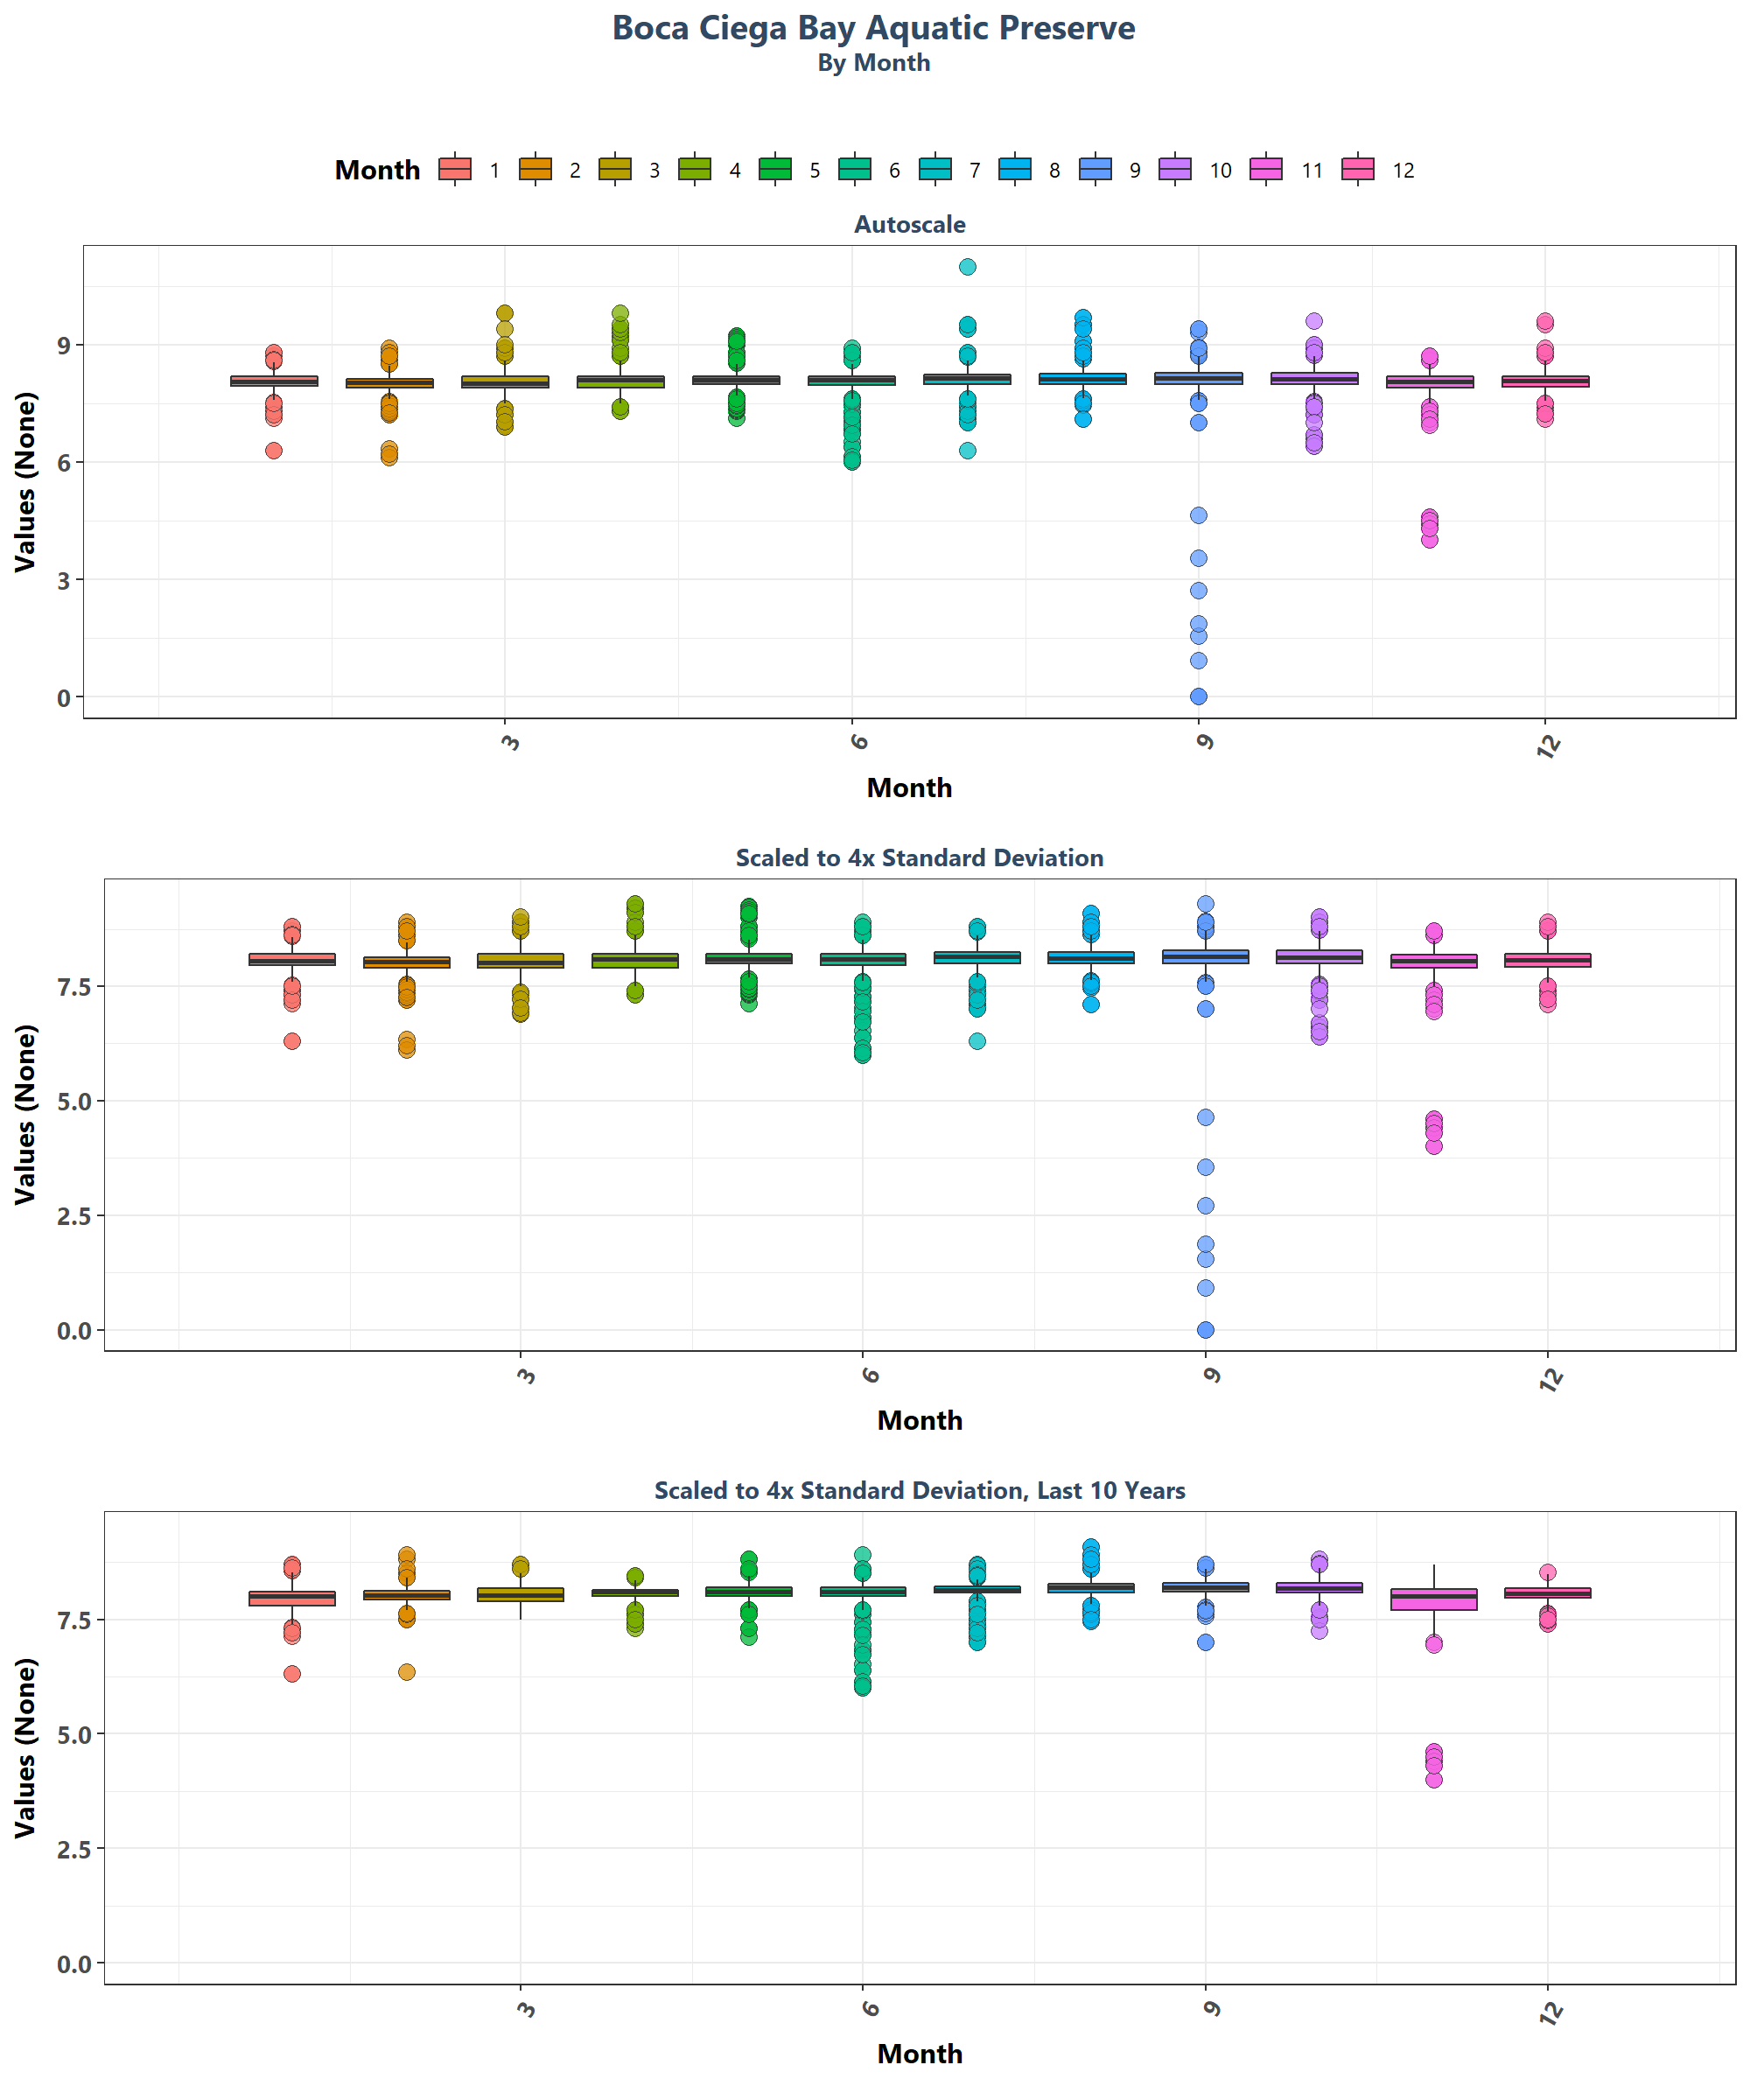 Boca Ciega Bay Aquatic Preserve
By Month
Month 1 2 3 4 5 6 7 8 9 10 11 12
Autoscale
Values (None)
9
6
3
0
3 6 9 12
Month
Scaled to 4x Standard Deviation
Values (None)
7.5
5.0
2.5
0.0
3 6 9 12
Month
Scaled to 4x Standard Deviation, Last 10 Years
Values (None)
7.5
5.0
2.5
0.0
3 6 9 12
Month